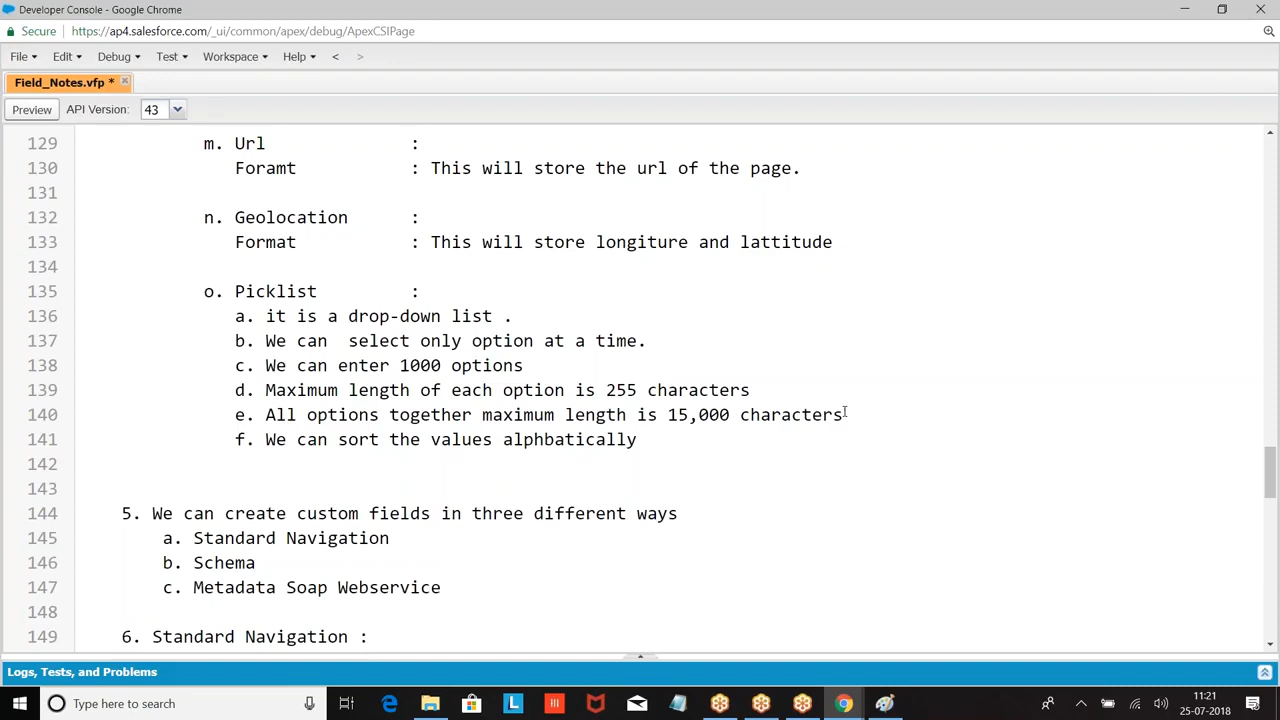 Developer Console - Google Chrome
Secure https://ap4.salesforce.com/_ui/common/apex/debug/ApexCSIPage
File Edit Debug Test Workspace Help < >
Field_Notes.vfp *
Preview API Version: 43
129 m. Url :
130 Foramt : This will store the url of the page.
131
132 n. Geolocation :
133 Format : This will store longiture and lattitude
134
135 o. Picklist :
136 a. it is a drop-down list .
137 b. We can select only option at a time.
138 c. We can enter 1000 options
139 d. Maximum length of each option is 255 characters
140 e. All options together maximum length is 15,000 characters
141 f. We can sort the values alphbatically
142
143
144 5. We can create custom fields in three different ways
145 a. Standard Navigation
146 b. Schema
147 c. Metadata Soap Webservice
148
149 6. Standard Navigation :
Logs, Tests, and Problems
Type here to search
11:21
25-07-2018